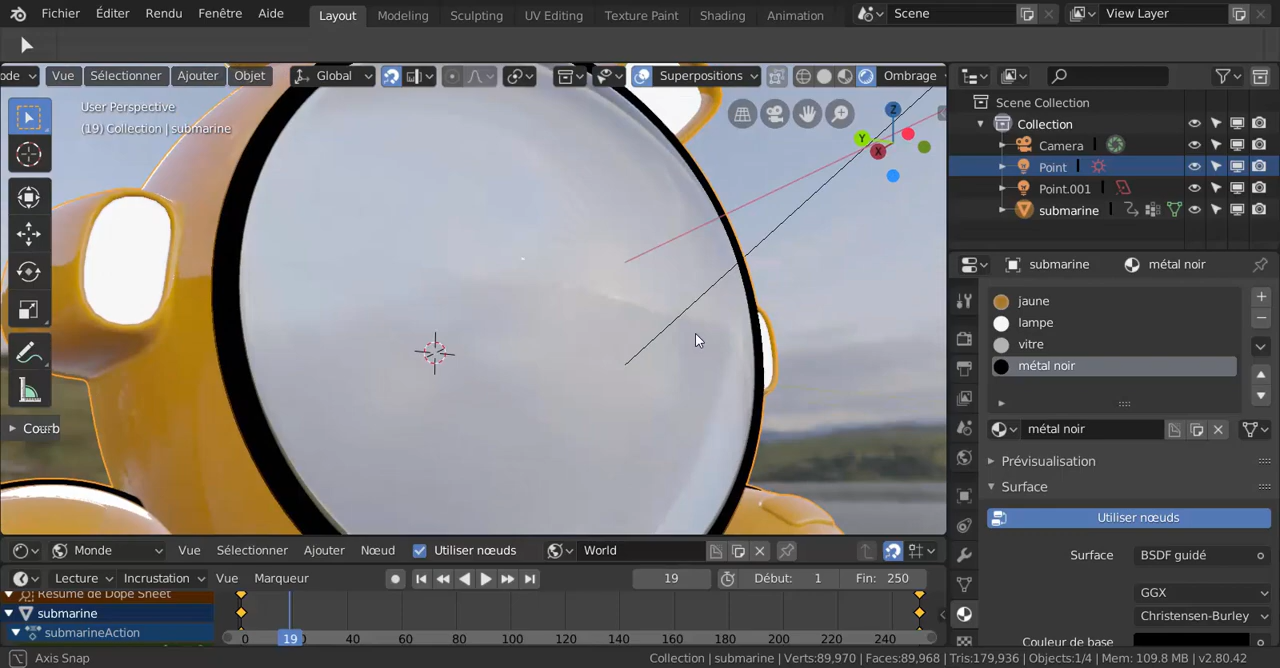 Fichier Éditer Rendu Fenêtre Aide Layout Modeling Sculpting UV Editing Texture Paint Shading Animation Scene View Layer
ode Vue Sélectionner Ajouter Objet Global Superpositions Ombrage
User Perspective
(19) Collection | submarine
Z
Y
X
Courb
Scene Collection
Collection
Camera
Point
Point.001
submarine
submarine métal noir
jaune
lampe
vitre
métal noir
métal noir
Prévisualisation
Surface
Utiliser nœuds
Surface BSDF guidé
GGX
Christensen-Burley
Couleur de base
Monde Vue Sélectionner Ajouter Nœud Utiliser nœuds World
Lecture Incrustation Vue Marqueur 19 Début: 1 Fin: 250
Résumé de Dope Sheet
submarine
submarineAction
0 19 40 60 80 100 120 140 160 180 200 220 240
Axis Snap Collection | submarine | Verts:89,970 | Faces:89,968 | Tris:179,936 | Objects:1/4 | Mem: 109.8 MB | v2.80.42